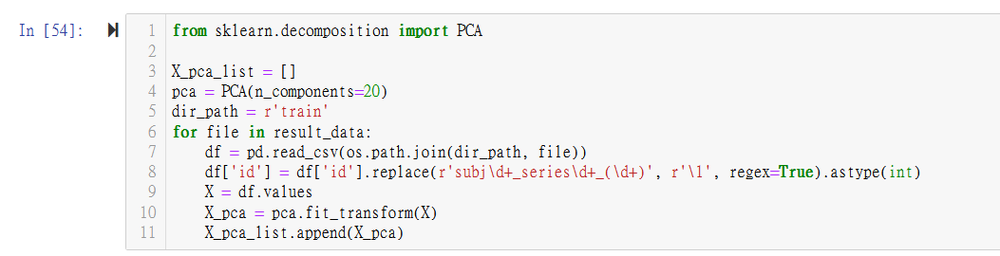 In [54]:
1 from sklearn.decomposition import PCA
2
3 X_pca_list = []
4 pca = PCA(n_components=20)
5 dir_path = r'train'
6 for file in result_data:
7     df = pd.read_csv(os.path.join(dir_path, file))
8     df['id'] = df['id'].replace(r'subj\d+_series\d+_(\d+)', r'\1', regex=True).astype(int)
9     X = df.values
10     X_pca = pca.fit_transform(X)
11     X_pca_list.append(X_pca)